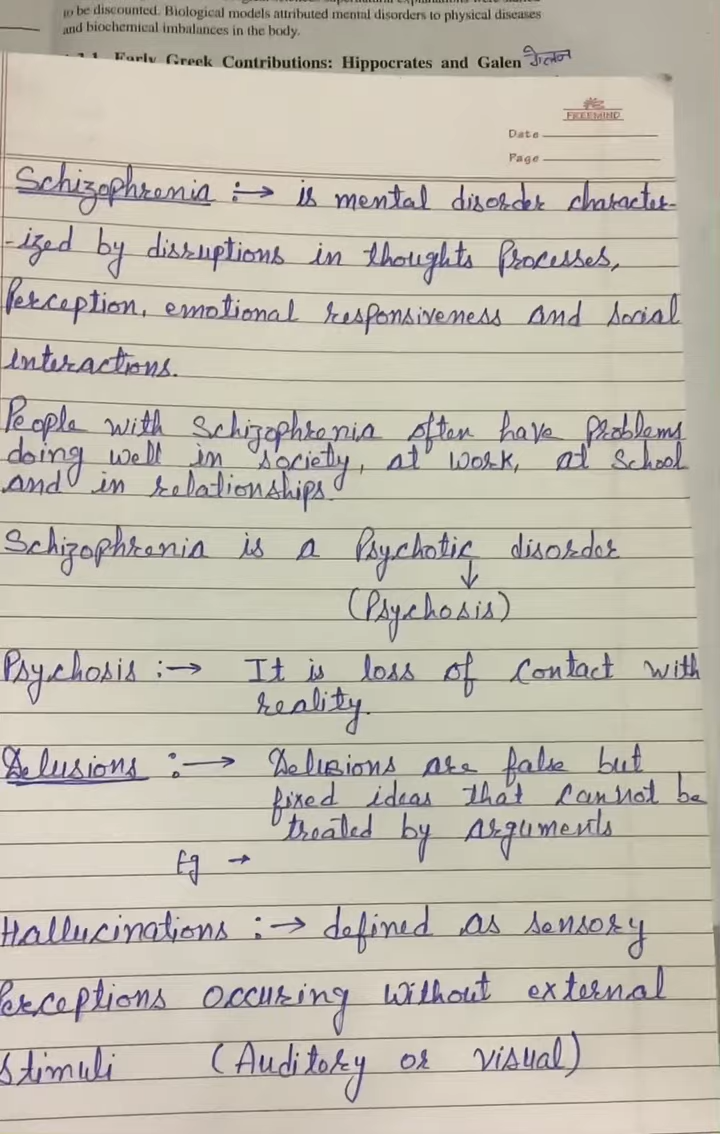 to be discounted. Biological models attributed mental disorders to physical diseases
and biochemical imbalances in the body.
Early Greek Contributions: Hippocrates and Galen गेलन
FREEMIND
Date
Page
Schizophrenia :→ is mental disorder character-
-ized by disruptions in thoughts Processes,
Perception, emotional responsiveness and social
interactions.
People with Schizophrenia often have Problems
doing well in society, at work, at School
and in relationships
Schizophrenia is a Psychotic disorder
↓
(Psychosis)
Psychosis :→ It is loss of Contact with
reality.
Delusions :→ Delusions are false but
fixed ideas that cannot be
treated by arguments
Eg →
Hallucinations :→ defined as sensory
Perceptions occuring without external
stimuli (Auditory or visual)